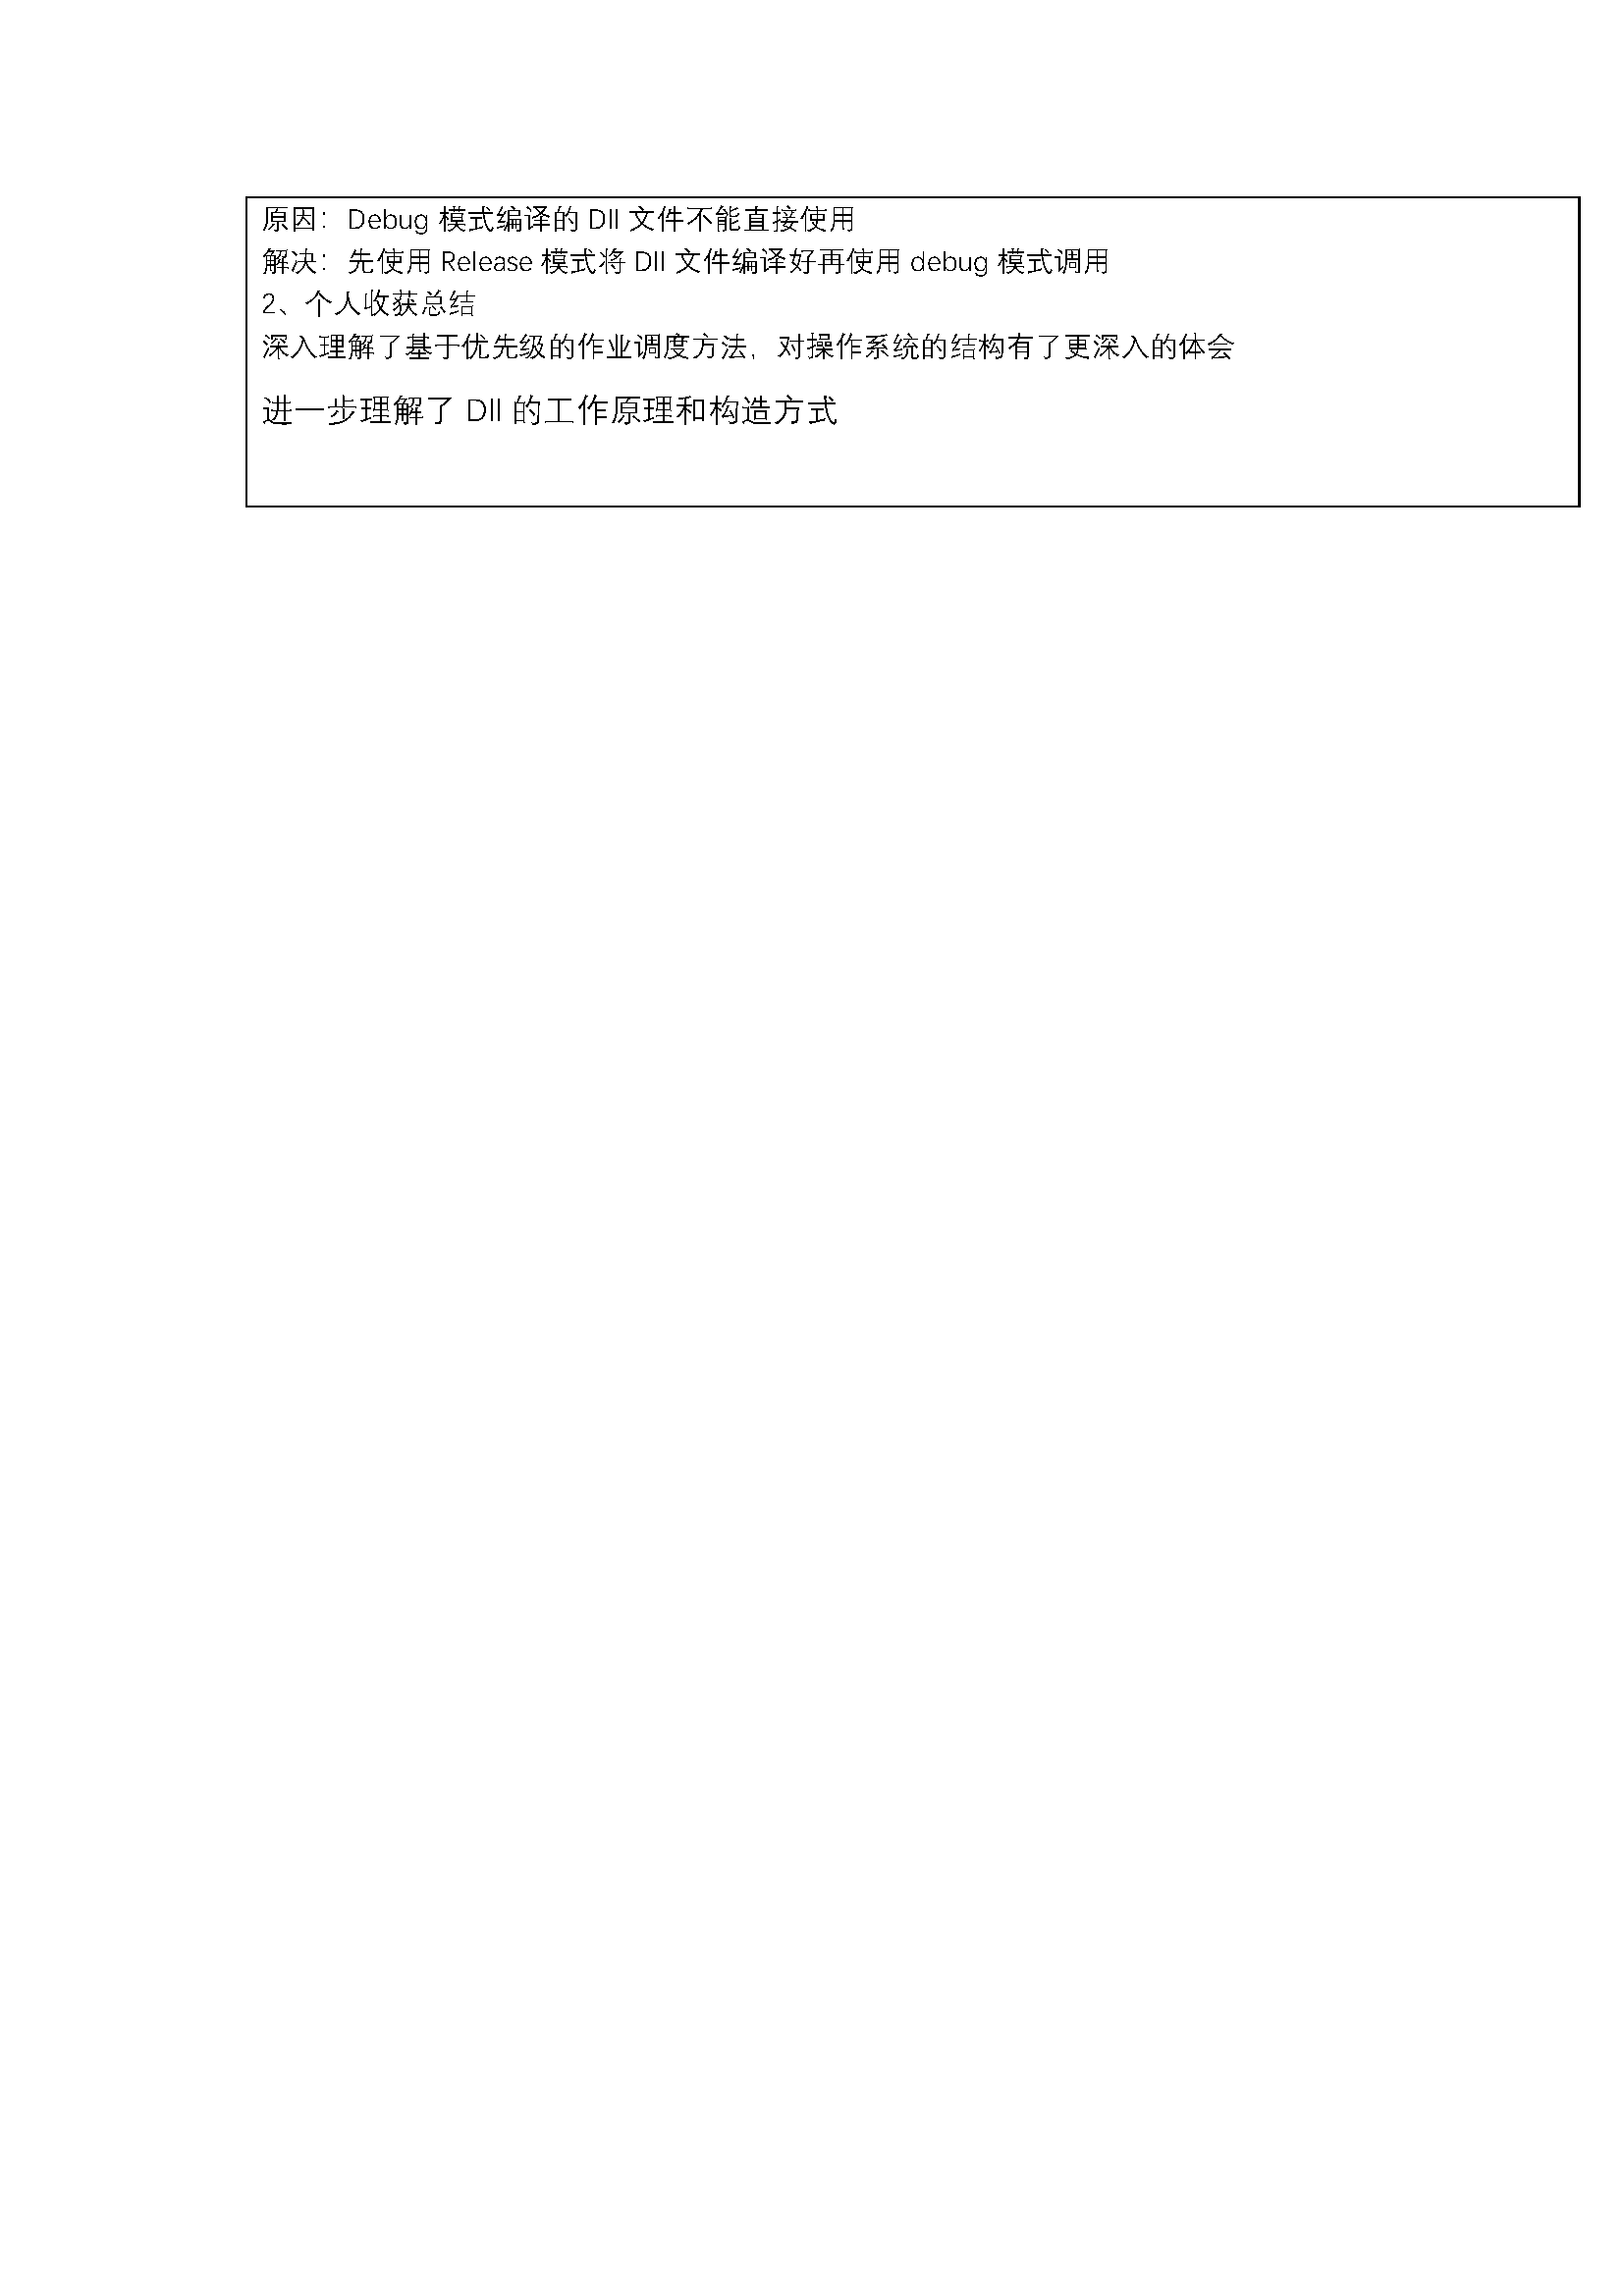 原因：Debug 模式编译的 Dll 文件不能直接使用
解决：先使用 Release 模式将 Dll 文件编译好再使用 debug 模式调用
2、个人收获总结
深入理解了基于优先级的作业调度方法，对操作系统的结构有了更深入的体会
进一步理解了 Dll 的工作原理和构造方式